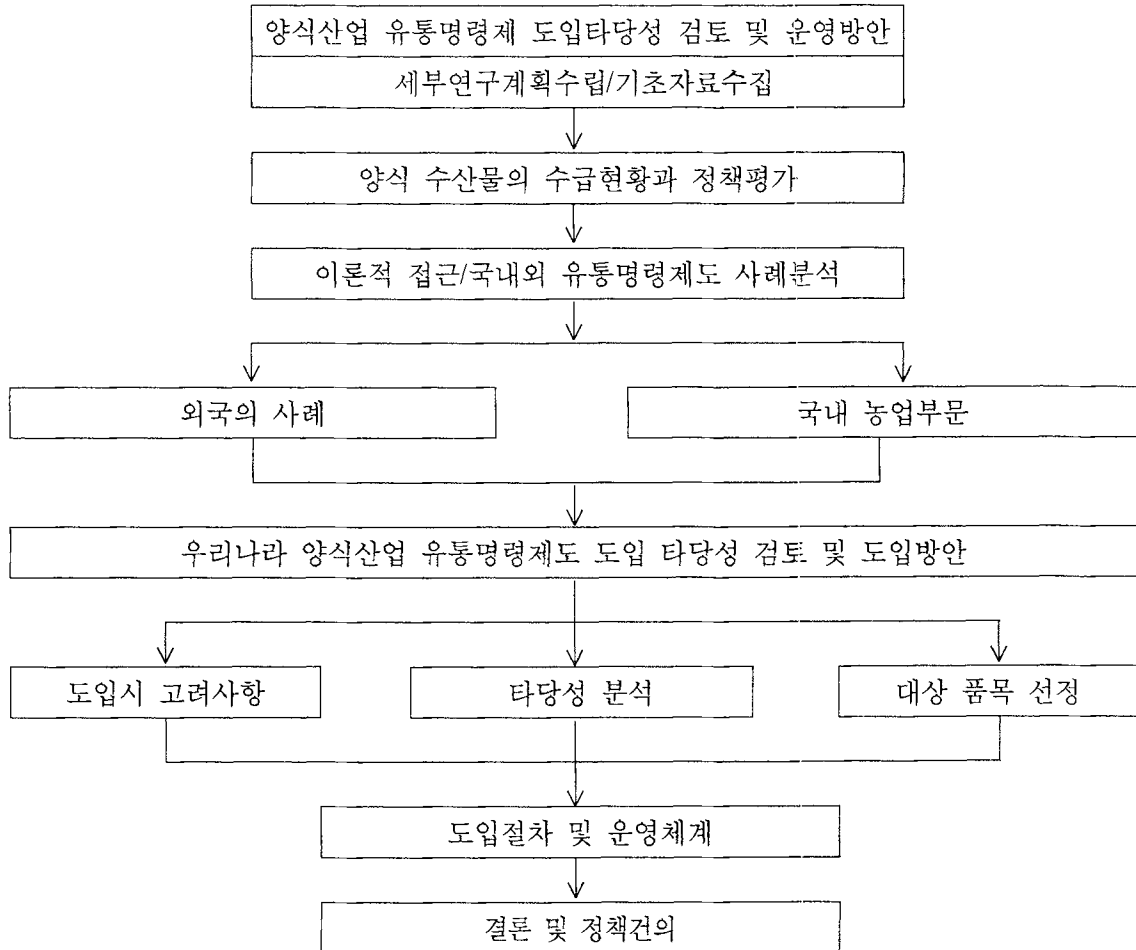 양식산업 유통명령제 도입타당성 검토 및 운영방안
세부연구계획수립/기초자료수집
양식 수산물의 수급현황과 정책평가
이론적 접근/국내외 유통명령제도 사례분석
외국의 사례
국내 농업부문
우리나라 양식산업 유통명령제도 도입 타당성 검토 및 도입방안
도입시 고려사항
타당성 분석
대상 품목 선정
도입절차 및 운영체계
결론 및 정책건의